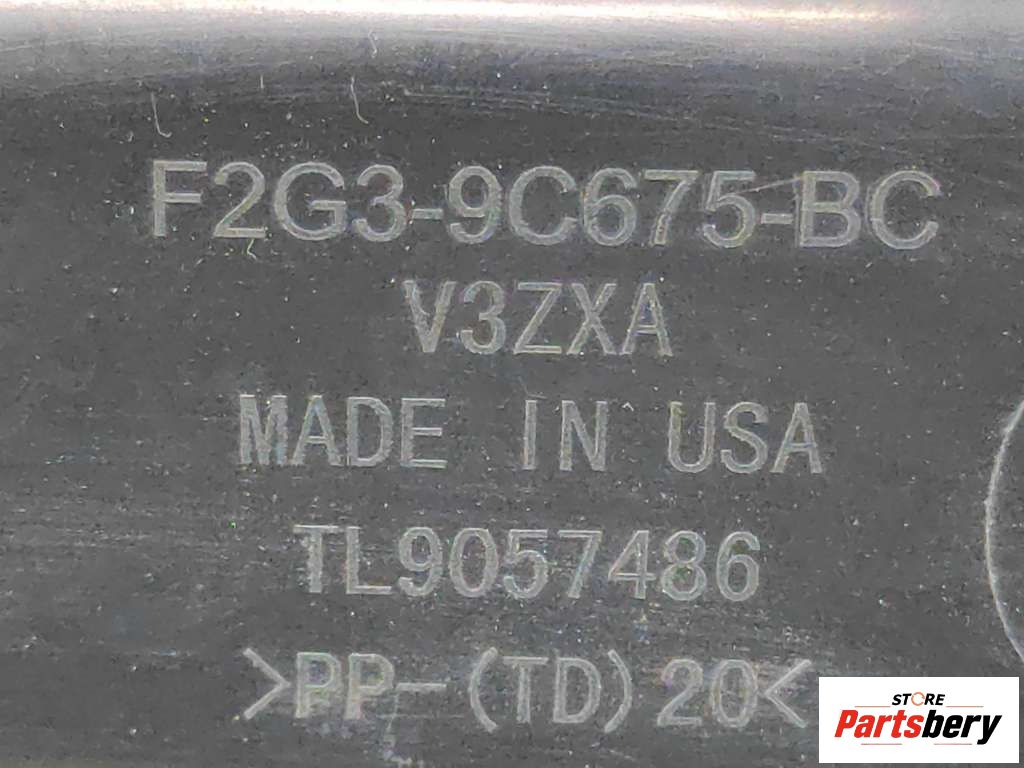 F2G3-9C675-BC
V3ZXA
MADE IN USA
TL9057486
>PP-(TD)20<
STORE
Partsbery